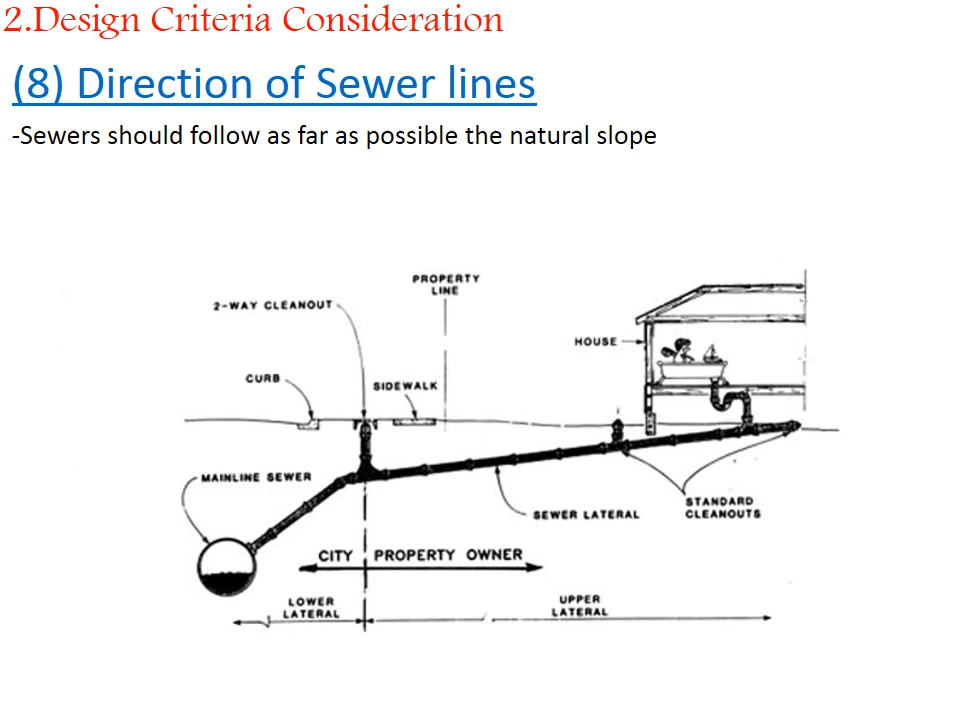 2.Design Criteria Consideration
(8) Direction of Sewer lines
-Sewers should follow as far as possible the natural slope
PROPERTY
LINE
2-WAY CLEANOUT
HOUSE
CURB
SIDEWALK
MAINLINE SEWER
STANDARD
CLEANOUTS
SEWER LATERAL
CITY PROPERTY OWNER
LOWER
LATERAL
UPPER
LATERAL